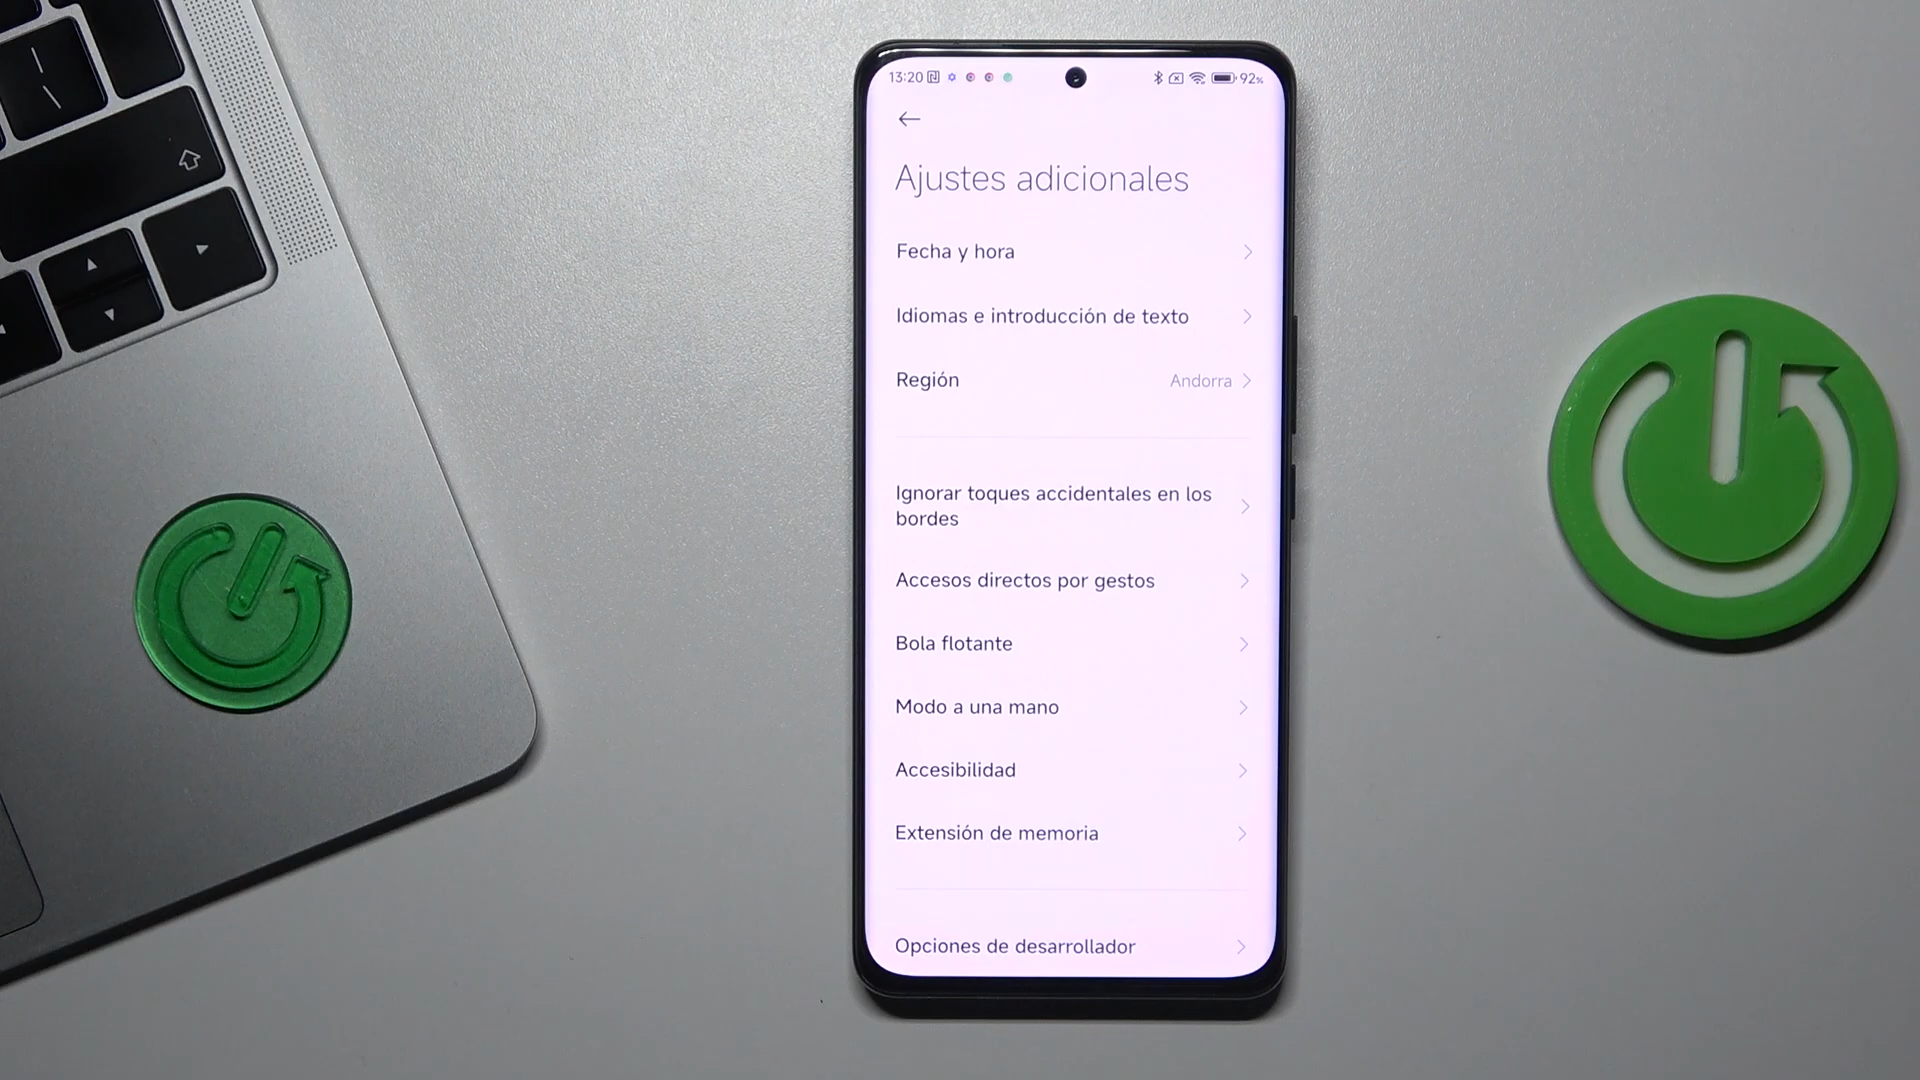 13:20
92%
Ajustes adicionales
Fecha y hora
Idiomas e introducción de texto
Región
Andorra
Ignorar toques accidentales en los
bordes
Accesos directos por gestos
Bola flotante
Modo a una mano
Accesibilidad
Extensión de memoria
Opciones de desarrollador